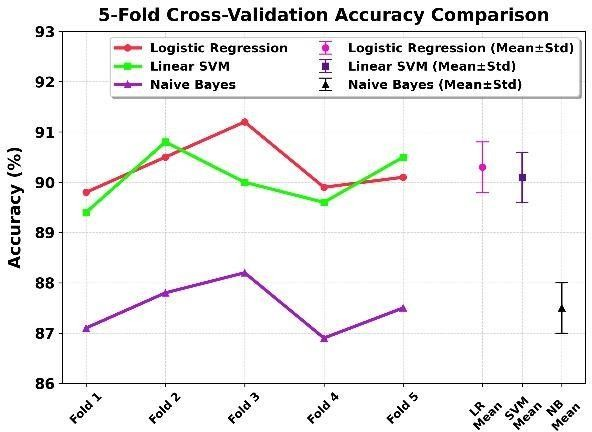 5-Fold Cross-Validation Accuracy Comparison
Logistic Regression
Linear SVM
Naive Bayes
Logistic Regression (Mean±Std)
Linear SVM (Mean±Std)
Naive Bayes (Mean±Std)
Accuracy (%)
93
92
91
90
89
88
87
86
Fold 1
Fold 2
Fold 3
Fold 4
Fold 5
LR
Mean
SVM
Mean
NB
Mean